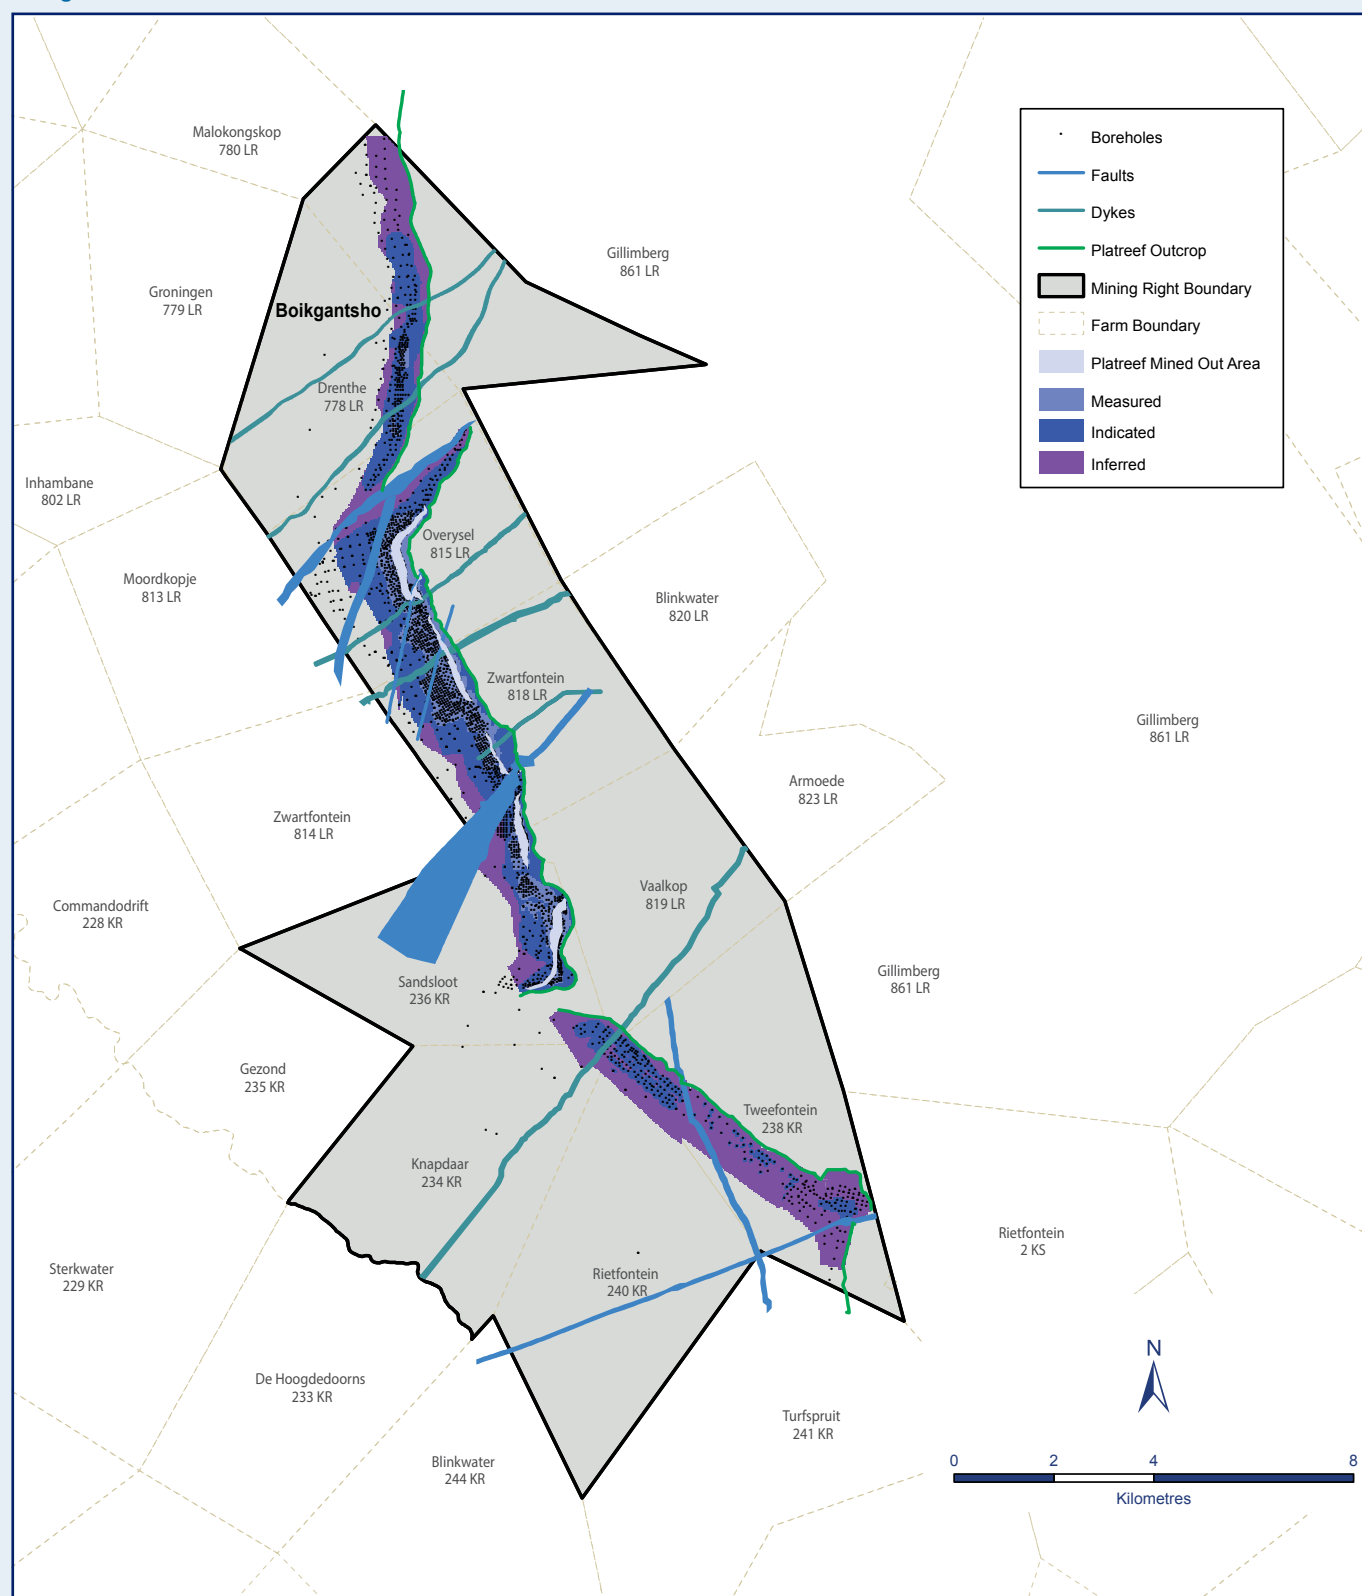 Malokongskop
780 LR
Gillimberg
861 LR
Groningen
779 LR
Boikgantsho
Drenthe
778 LR
Inhambane
802 LR
Overysel
815 LR
Moordkopje
813 LR
Blinkwater
820 LR
Zwartfontein
818 LR
Gillimberg
861 LR
Armoede
823 LR
Zwartfontein
814 LR
Vaalkop
819 LR
Commandodrift
228 KR
Gillimberg
861 LR
Sandsloot
236 KR
Gezond
235 KR
Tweefontein
238 KR
Knapdaar
234 KR
Rietfontein
2 KS
Sterkwater
229 KR
Rietfontein
240 KR
De Hoogdedoorns
233 KR
Turfspruit
241 KR
Blinkwater
244 KR
Boreholes
Faults
Dykes
Platreef Outcrop
Mining Right Boundary
Farm Boundary
Platreef Mined Out Area
Measured
Indicated
Inferred
N
0 2 4 8
Kilometres